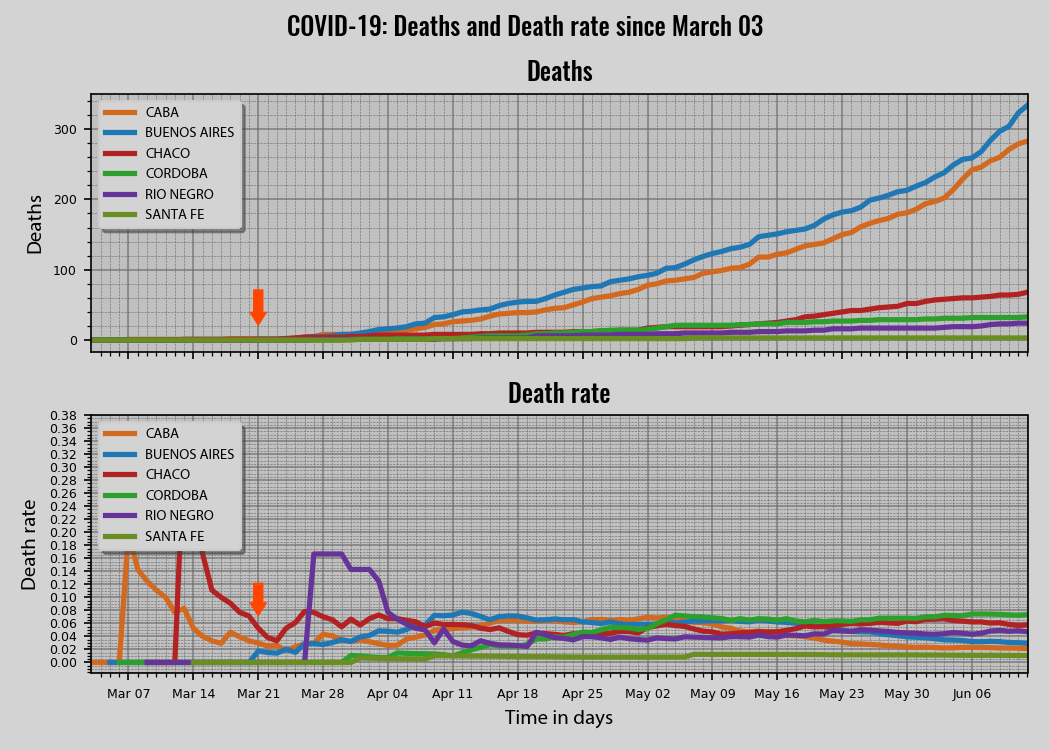 COVID-19: Deaths and Death rate since March 03
Deaths
CABA
BUENOS AIRES
CHACO
CORDOBA
RIO NEGRO
SANTA FE
300
200
100
0
Deaths
Death rate
CABA
BUENOS AIRES
CHACO
CORDOBA
RIO NEGRO
SANTA FE
0.38
0.36
0.34
0.32
0.30
0.28
0.26
0.24
0.22
0.20
0.18
0.16
0.14
0.12
0.10
0.08
0.06
0.04
0.02
0.00
Death rate
Mar 07 Mar 14 Mar 21 Mar 28 Apr 04 Apr 11 Apr 18 Apr 25 May 02 May 09 May 16 May 23 May 30 Jun 06
Time in days